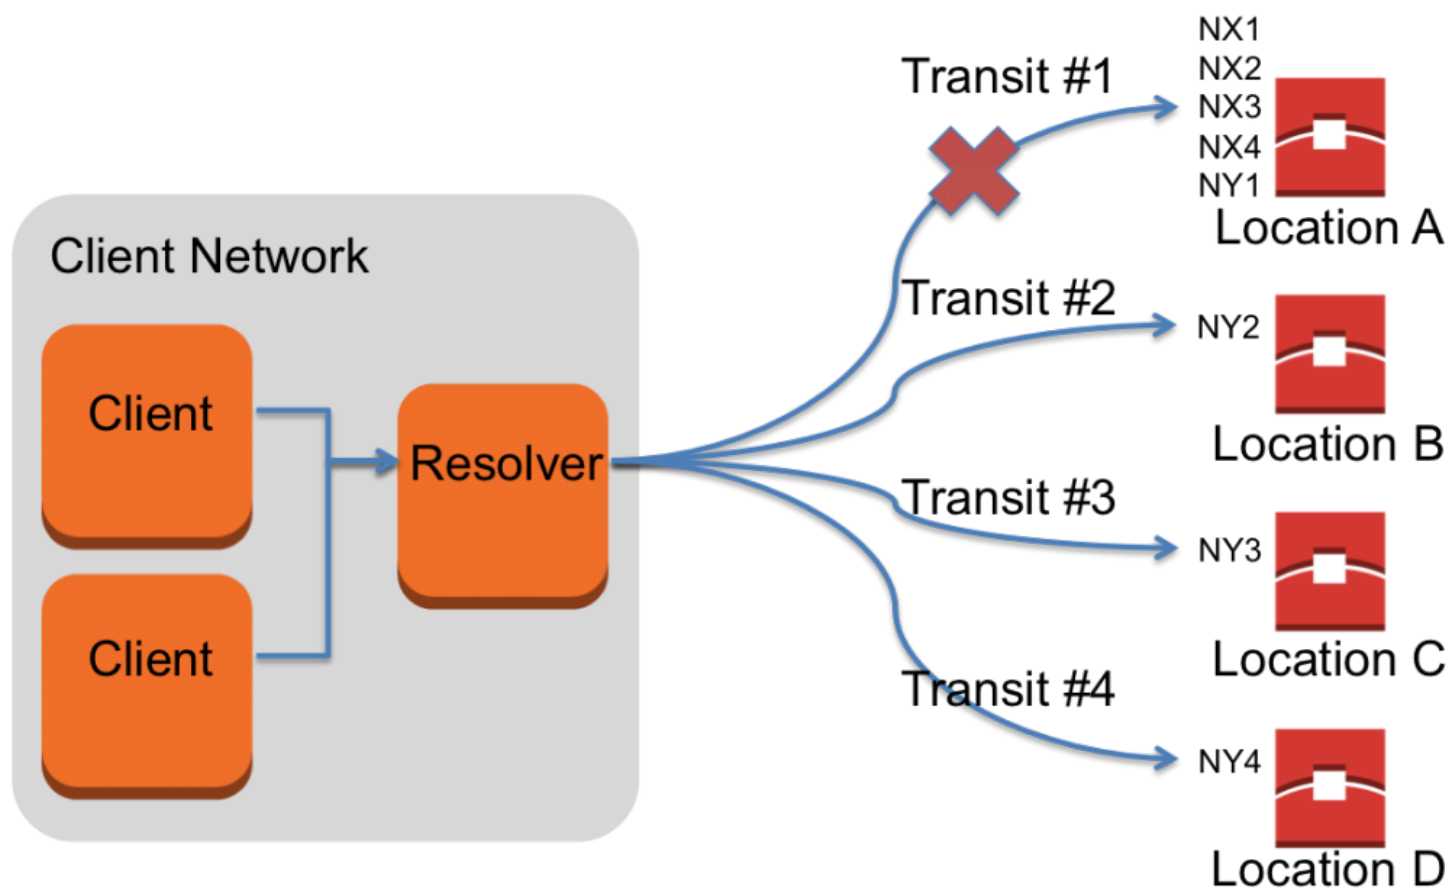 Client Network
Client
Client
Resolver
Transit #1
Transit #2
Transit #3
Transit #4
NX1
NX2
NX3
NX4
NY1
Location A
NY2
Location B
NY3
Location C
NY4
Location D